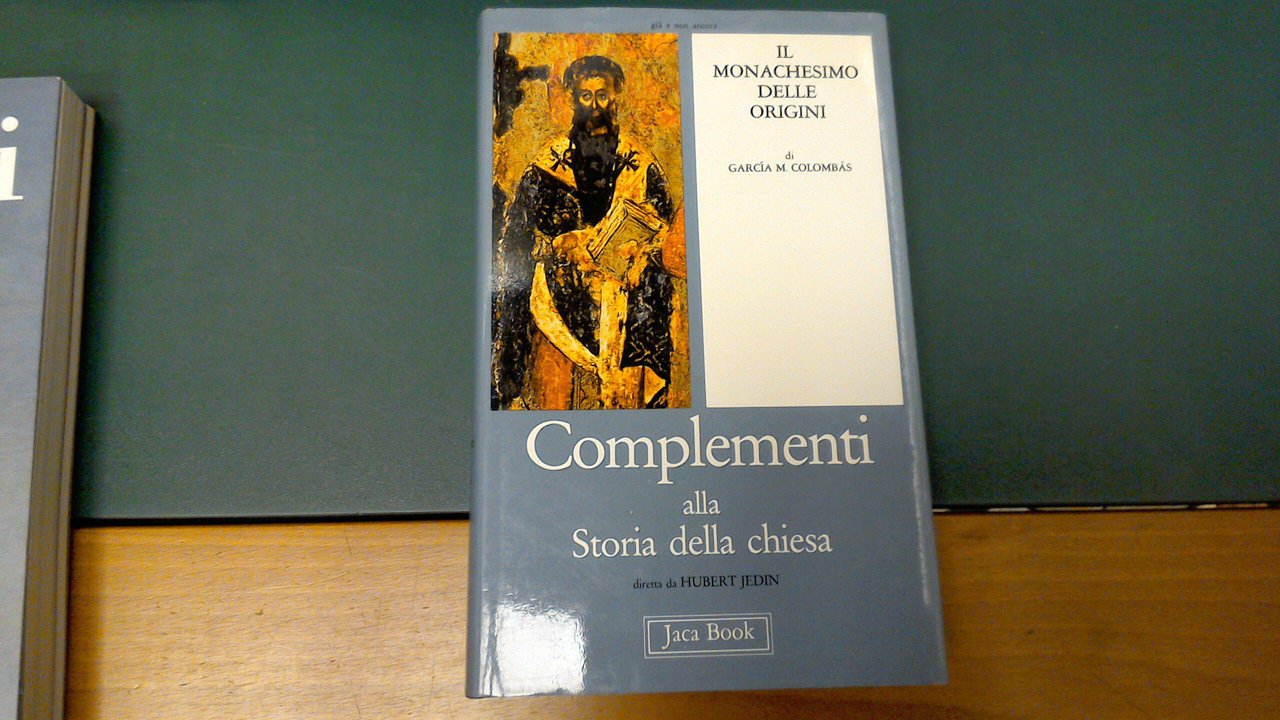 già e non ancora
IL
MONACHESIMO
DELLE
ORIGINI
di
GARCÍA M. COLOMBÁS
Complementi
alla
Storia della chiesa
diretta da HUBERT JEDIN
Jaca Book
i